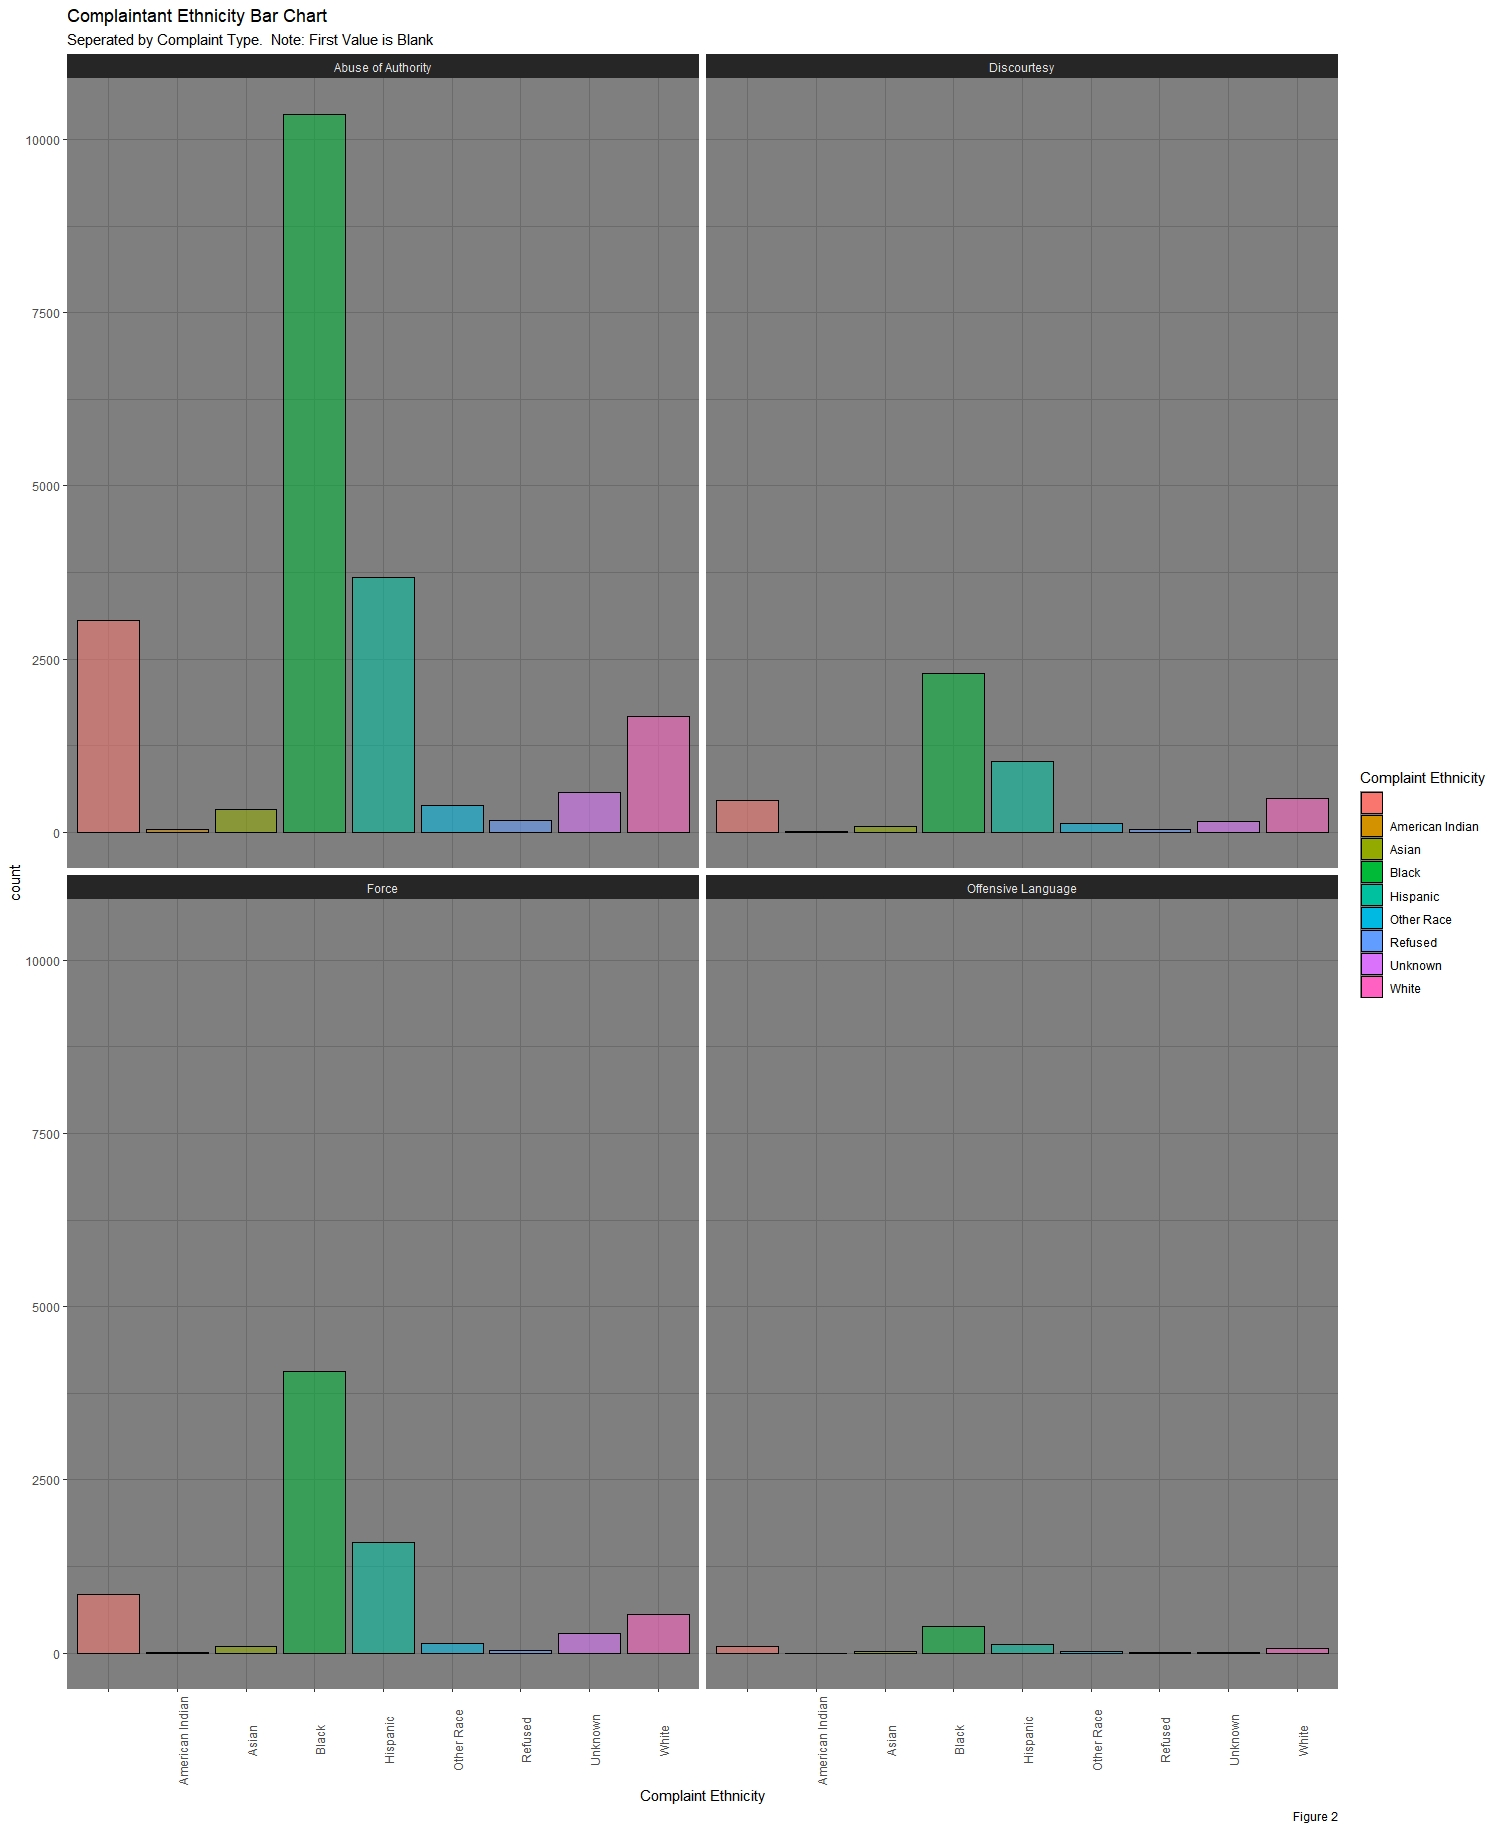 Complaintant Ethnicity Bar Chart
Seperated by Complaint Type.  Note: First Value is Blank
Abuse of Authority
Discourtesy
10000
7500
5000
2500
0
Force
Offensive Language
10000
7500
5000
2500
0
count
American Indian
Asian
Black
Hispanic
Other Race
Refused
Unknown
White
American Indian
Asian
Black
Hispanic
Other Race
Refused
Unknown
White
Complaint Ethnicity
Complaint Ethnicity
American Indian
Asian
Black
Hispanic
Other Race
Refused
Unknown
White
Figure 2